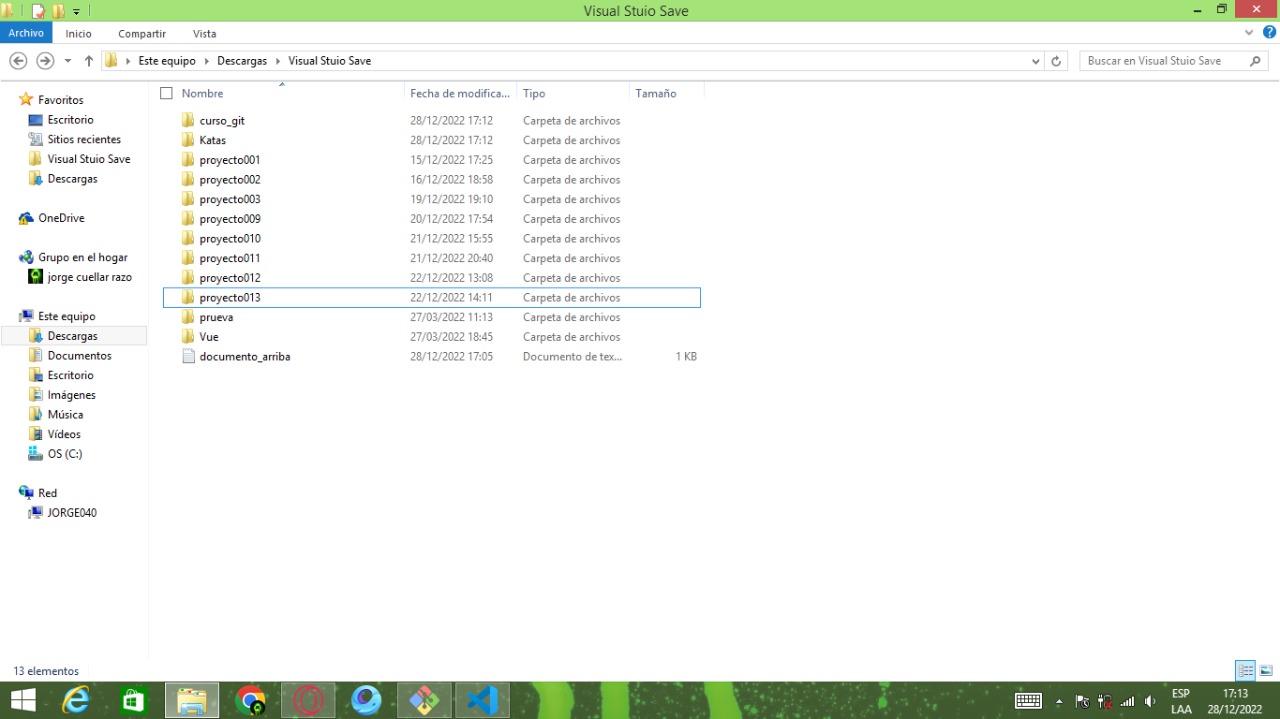 Visual Stuio Save
Archivo Inicio Compartir Vista
Este equipo Descargas Visual Stuio Save Buscar en Visual Stuio Save
Nombre Fecha de modifica... Tipo Tamaño
Favoritos
Escritorio
Sitios recientes
Visual Stuio Save
Descargas
OneDrive
Grupo en el hogar
jorge cuellar razo
Este equipo
Descargas
Documentos
Escritorio
Imágenes
Música
Vídeos
OS (C:)
Red
JORGE040
curso_git 28/12/2022 17:12 Carpeta de archivos
Katas 28/12/2022 17:12 Carpeta de archivos
proyecto001 15/12/2022 17:25 Carpeta de archivos
proyecto002 16/12/2022 18:58 Carpeta de archivos
proyecto003 19/12/2022 19:10 Carpeta de archivos
proyecto009 20/12/2022 17:54 Carpeta de archivos
proyecto010 21/12/2022 15:55 Carpeta de archivos
proyecto011 21/12/2022 20:40 Carpeta de archivos
proyecto012 22/12/2022 13:08 Carpeta de archivos
proyecto013 22/12/2022 14:11 Carpeta de archivos
prueva 27/03/2022 11:13 Carpeta de archivos
Vue 27/03/2022 18:45 Carpeta de archivos
documento_arriba 28/12/2022 17:05 Documento de tex... 1 KB
13 elementos
ESP 17:13
LAA 28/12/2022